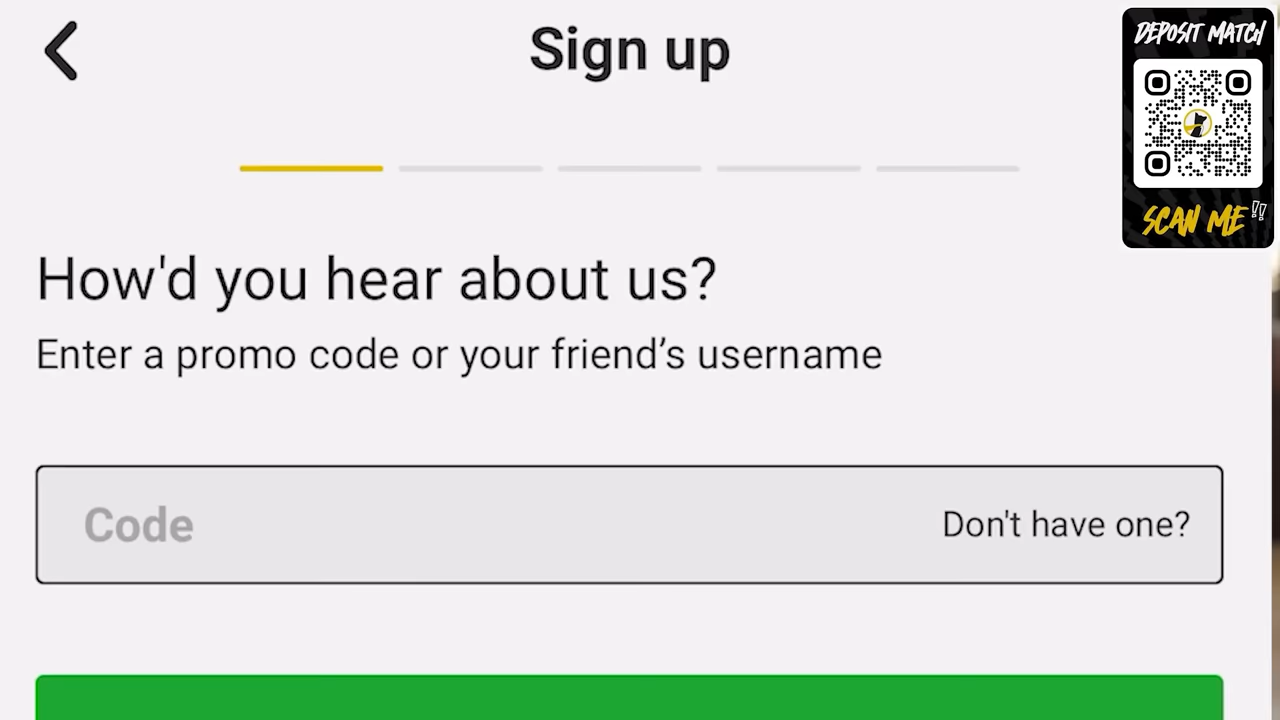 Sign up
DEPOSIT MATCH
SCAN ME!!
How'd you hear about us?
Enter a promo code or your friend’s username
Code
Don't have one?